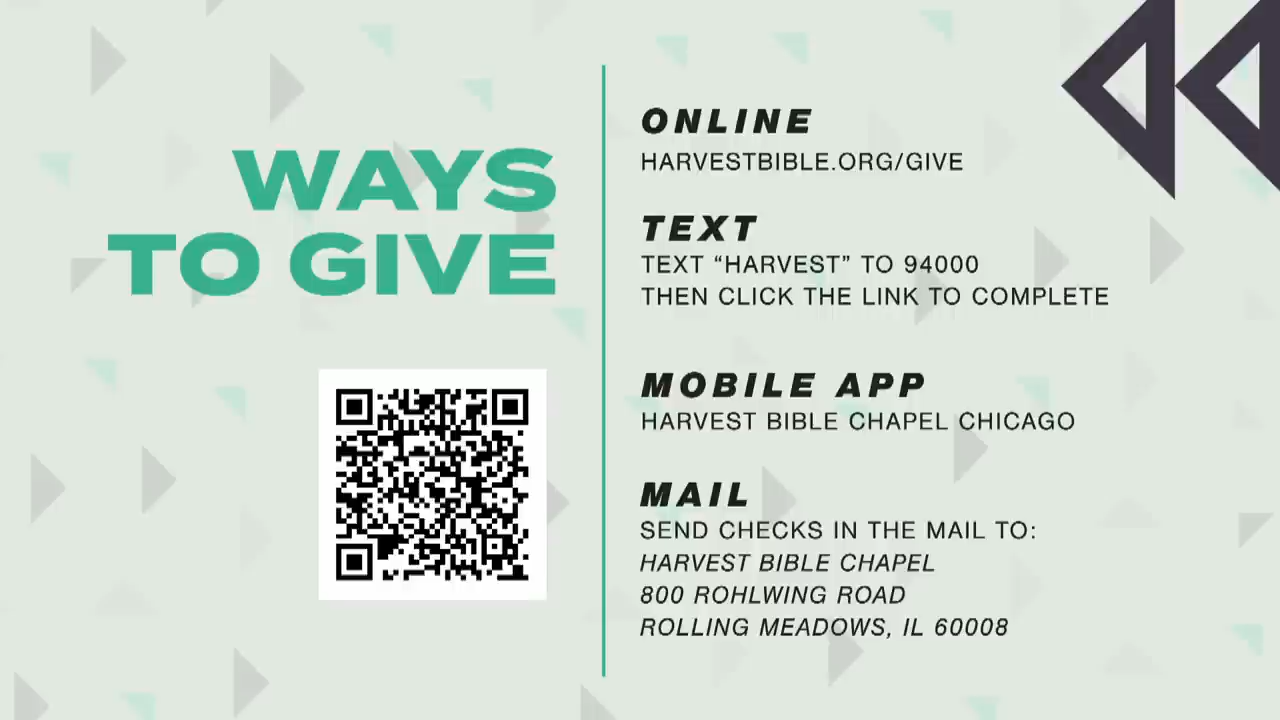 WAYS
TO GIVE
ONLINE
HARVESTBIBLE.ORG/GIVE
TEXT
TEXT “HARVEST” TO 94000
THEN CLICK THE LINK TO COMPLETE
MOBILE APP
HARVEST BIBLE CHAPEL CHICAGO
MAIL
SEND CHECKS IN THE MAIL TO:
HARVEST BIBLE CHAPEL
800 ROHLWING ROAD
ROLLING MEADOWS, IL 60008